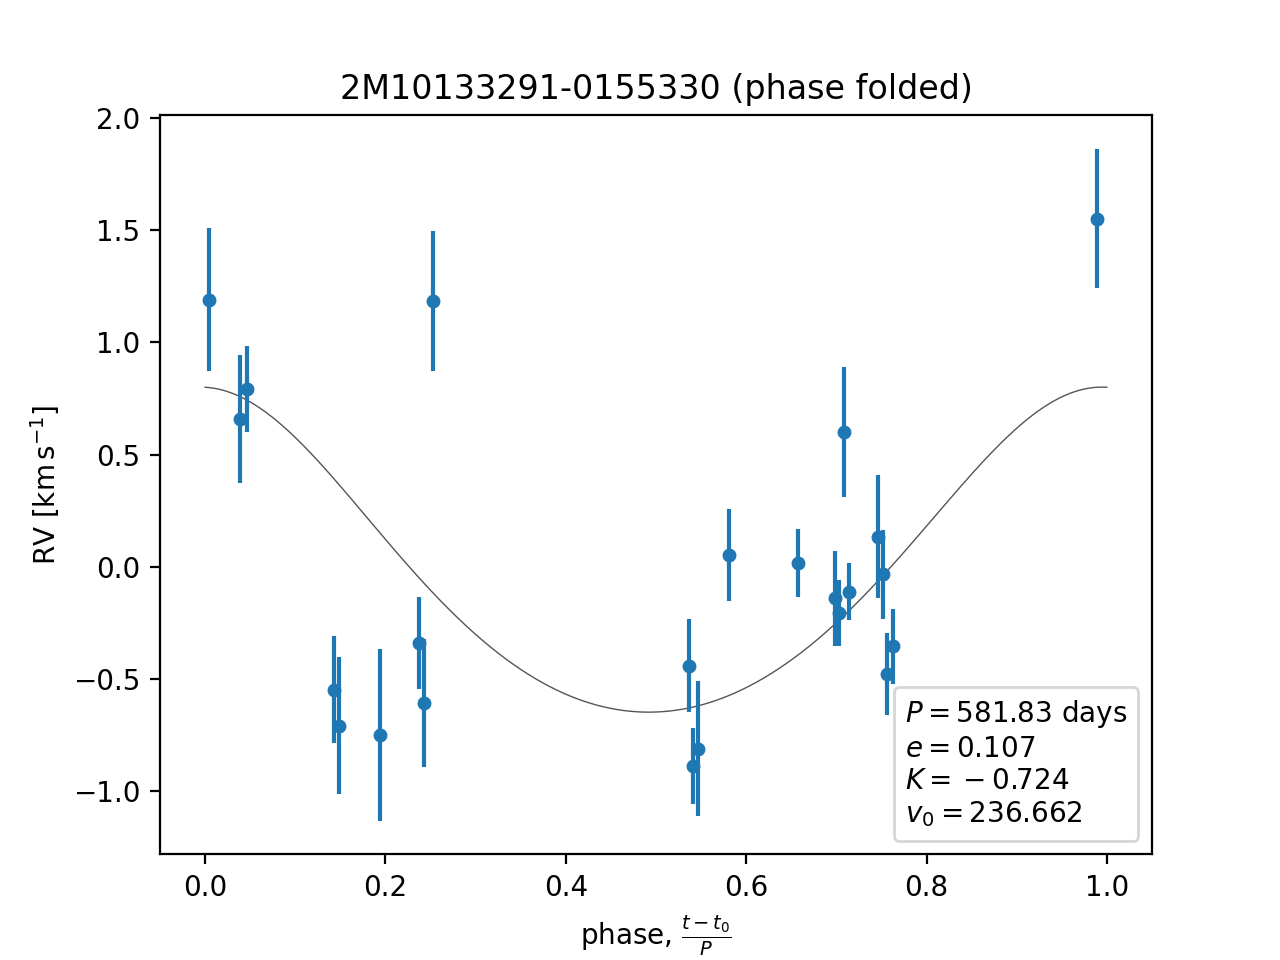 2M10133291-0155330 (phase folded)
RV [km s⁻¹]
2.0
1.5
1.0
0.5
0.0
−0.5
−1.0
P = 581.83 days
e = 0.107
K = −0.724
v₀ = 236.662
0.0 0.2 0.4 0.6 0.8 1.0
phase, (t − t₀)/P